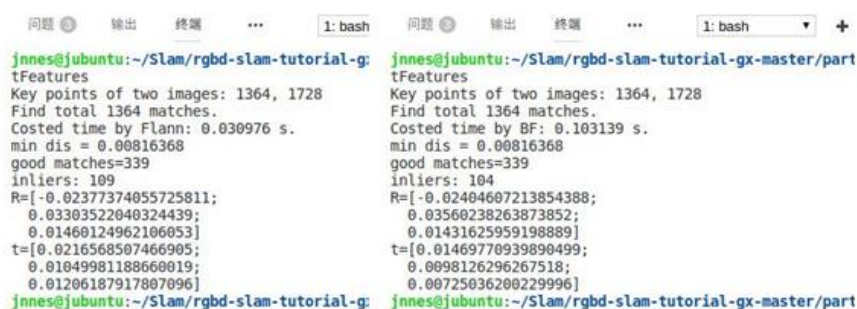 问题 3 输出 终端 ··· 1: bash
jnnes@jubuntu:~/Slam/rgbd-slam-tutorial-gx
tFeatures
Key points of two images: 1364, 1728
Find total 1364 matches.
Costed time by Flann: 0.030976 s.
min dis = 0.00816368
good matches=339
inliers: 109
R=[-0.02377374055725811;
0.03303522040324439;
0.01460124962106053]
t=[0.0216568507466905;
0.01049981188660019;
0.01206187917807096]
jnnes@jubuntu:~/Slam/rgbd-slam-tutorial-gx
问题 3 输出 终端 ··· 1: bash
jnnes@jubuntu:~/Slam/rgbd-slam-tutorial-gx-master/part
tFeatures
Key points of two images: 1364, 1728
Find total 1364 matches.
Costed time by BF: 0.103139 s.
min dis = 0.00816368
good matches=339
inliers: 104
R=[-0.02404607213854388;
0.03560238263873852;
0.01431625959198889]
t=[0.01469770939890499;
0.0098126296267518;
0.00725036200229996]
jnnes@jubuntu:~/Slam/rgbd-slam-tutorial-gx-master/part